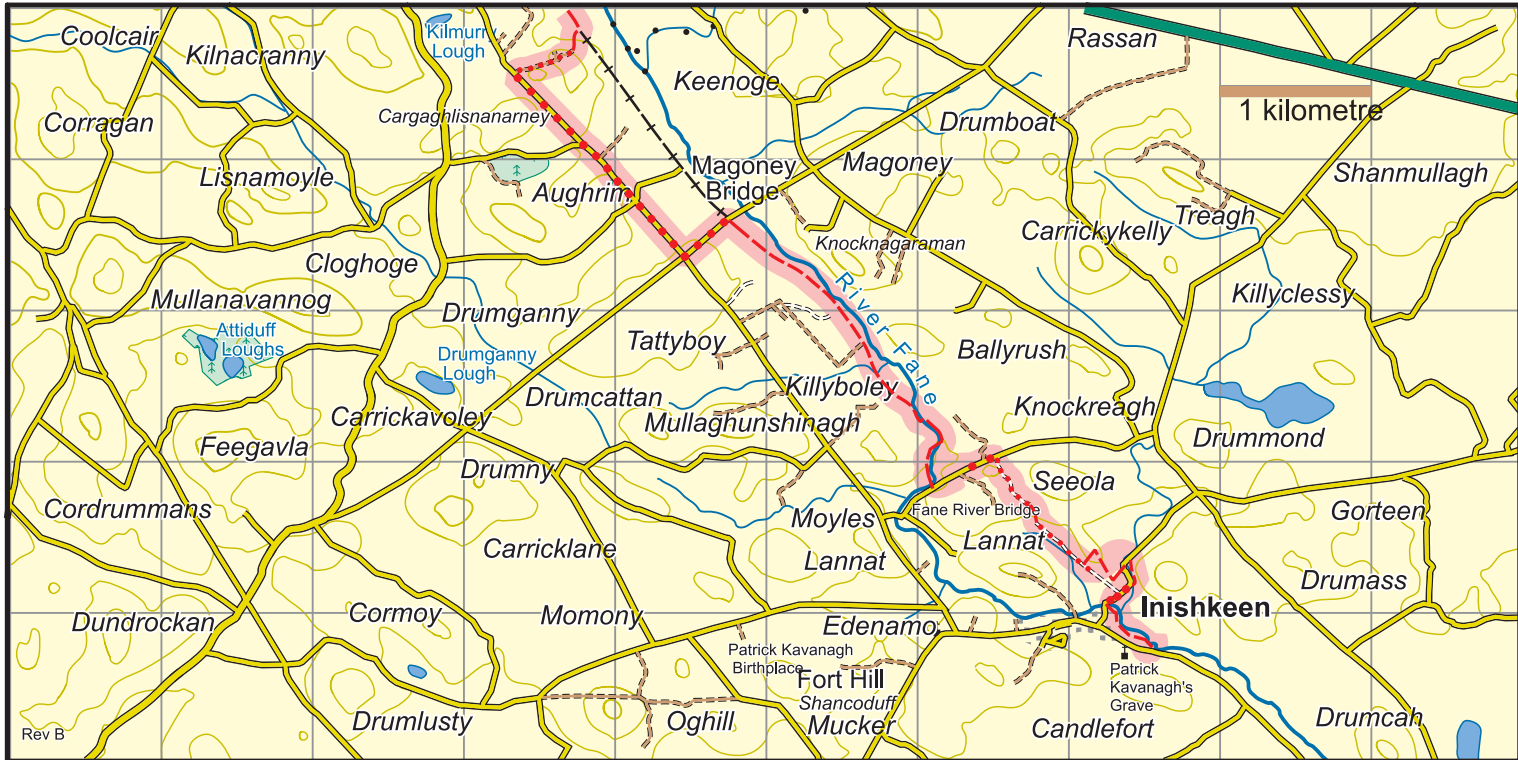 Coolcair
Kilnacranny
Kilmurry
Lough
Rassan
Keenoge
1 kilometre
Corragan
Cargaghlisnanarney
Drumboat
Magoney
Bridge
Magoney
Shanmullagh
Lisnamoyle
Aughrim
Treagh
Carrickykelly
Knocknagaraman
Cloghoge
River Fane
Killyclessy
Mullanavannog
Drumganny
Attiduff
Loughs
Tattyboy
Ballyrush
Drumganny
Lough
Killyboley
Drumcattan
Carrickavoley
Mullaghunshinagh
Knockreagh
Feegavla
Drummond
Drumny
Seeola
Cordrummans
Moyles
Fane River Bridge
Gorteen
Carricklane
Lannat
Lannat
Drumass
Dundrockan
Cormoy
Momony
Edenamo
Inishkeen
Patrick Kavanagh
Birthplace
Fort Hill
Shancoduff
Patrick
Kavanagh's
Grave
Drumlusty
Oghill
Mucker
Candlefort
Drumcah
Rev B